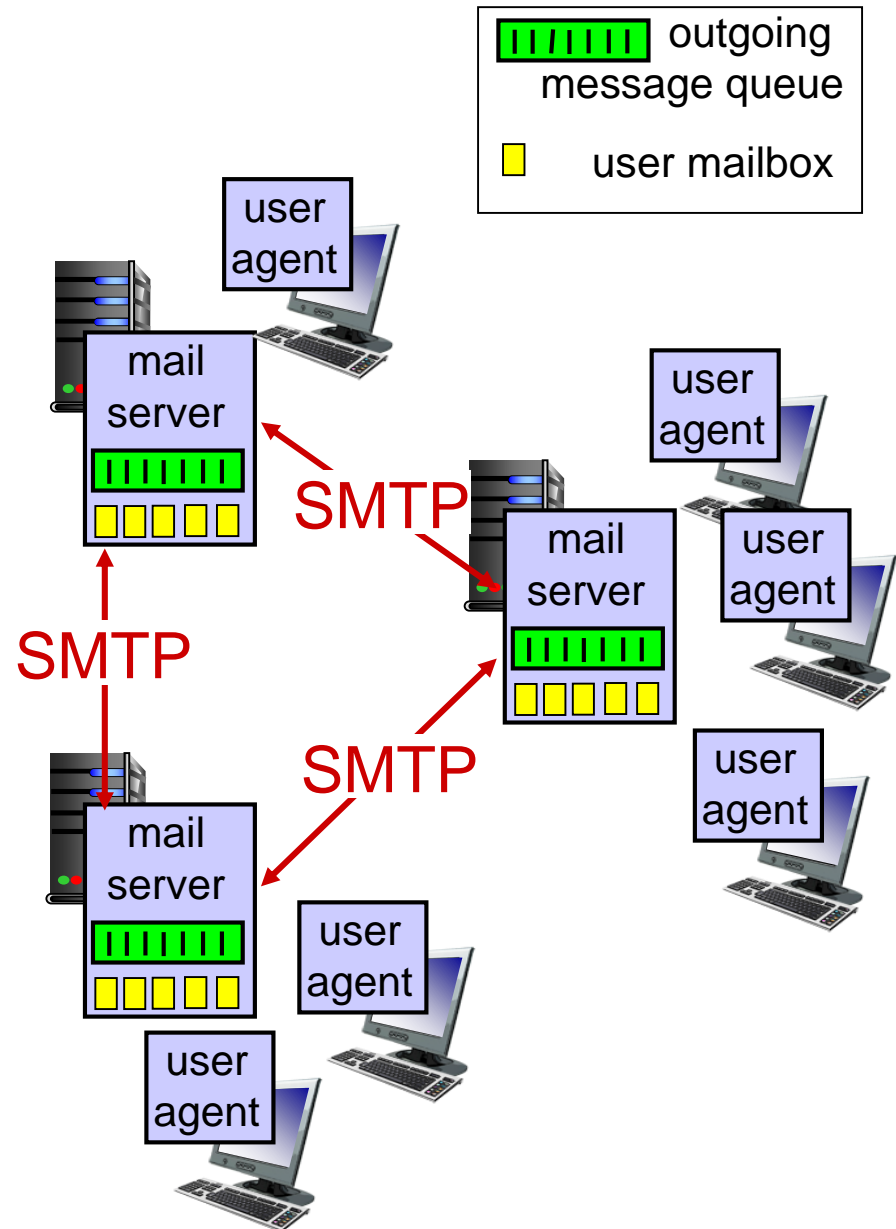 outgoing
message queue
user mailbox
user
agent
mail
server
SMTP
user
agent
mail
server
user
agent
SMTP
SMTP
user
agent
mail
server
user
agent
user
agent